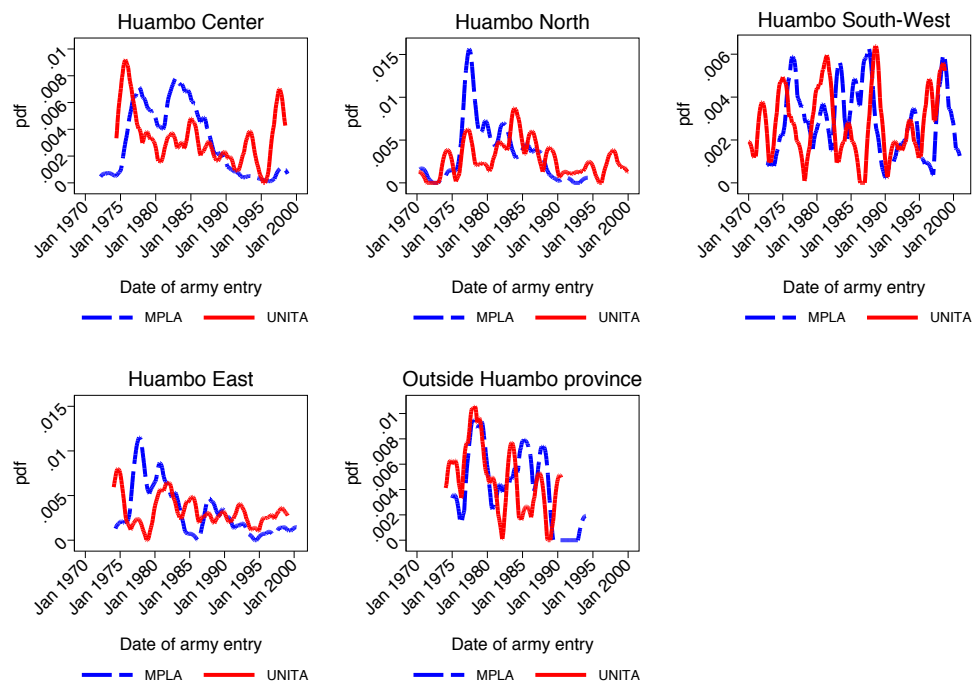 Huambo Center
pdf
.01
.008
.006
.004
.002
0
Jan 1970
Jan 1975
Jan 1980
Jan 1985
Jan 1990
Jan 1995
Jan 2000
Date of army entry
MPLA UNITA
Huambo North
pdf
.015
.01
.005
0
Jan 1970
Jan 1975
Jan 1980
Jan 1985
Jan 1990
Jan 1995
Jan 2000
Date of army entry
MPLA UNITA
Huambo South-West
pdf
.006
.004
.002
0
Jan 1970
Jan 1975
Jan 1980
Jan 1985
Jan 1990
Jan 1995
Jan 2000
Date of army entry
MPLA UNITA
Huambo East
pdf
.015
.01
.005
0
Jan 1970
Jan 1975
Jan 1980
Jan 1985
Jan 1990
Jan 1995
Jan 2000
Date of army entry
MPLA UNITA
Outside Huambo province
pdf
.01
.008
.006
.004
.002
0
Jan 1970
Jan 1975
Jan 1980
Jan 1985
Jan 1990
Jan 1995
Jan 2000
Date of army entry
MPLA UNITA